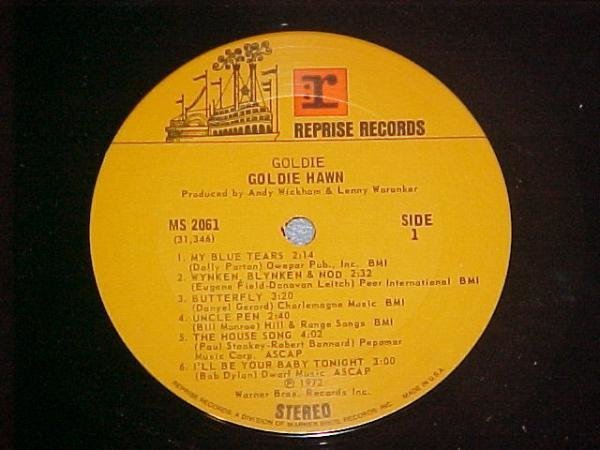 r
REPRISE RECORDS
GOLDIE
GOLDIE HAWN
Produced by Andy Wickham & Lenny Waronker
MS 2061
(31,346)
SIDE
1
1. MY BLUE TEARS 2:14
(Dolly Parton) Owepar Pub., Inc. BMI
2. WYNKEN, BLYNKEN & NOD 2:32
(Eugene Field-Donovan Leitch) Peer International BMI
3. BUTTERFLY 3:20
(Danyel Gerard) Charlemagne Music BMI
4. UNCLE PEN 2:40
(Bill Monroe) Hill & Range Songs BMI
5. THE HOUSE SONG 4:02
(Paul Stookey-Robert Bannard) Pepamar
Music Corp. ASCAP
6. I'LL BE YOUR BABY TONIGHT 3:00
(Bob Dylan) Dwarf Music ASCAP
℗ 1972
Warner Bros. Records Inc.
STEREO
REPRISE RECORDS, A DIVISION OF WARNER BROS. RECORDS, INC. MADE IN U.S.A.